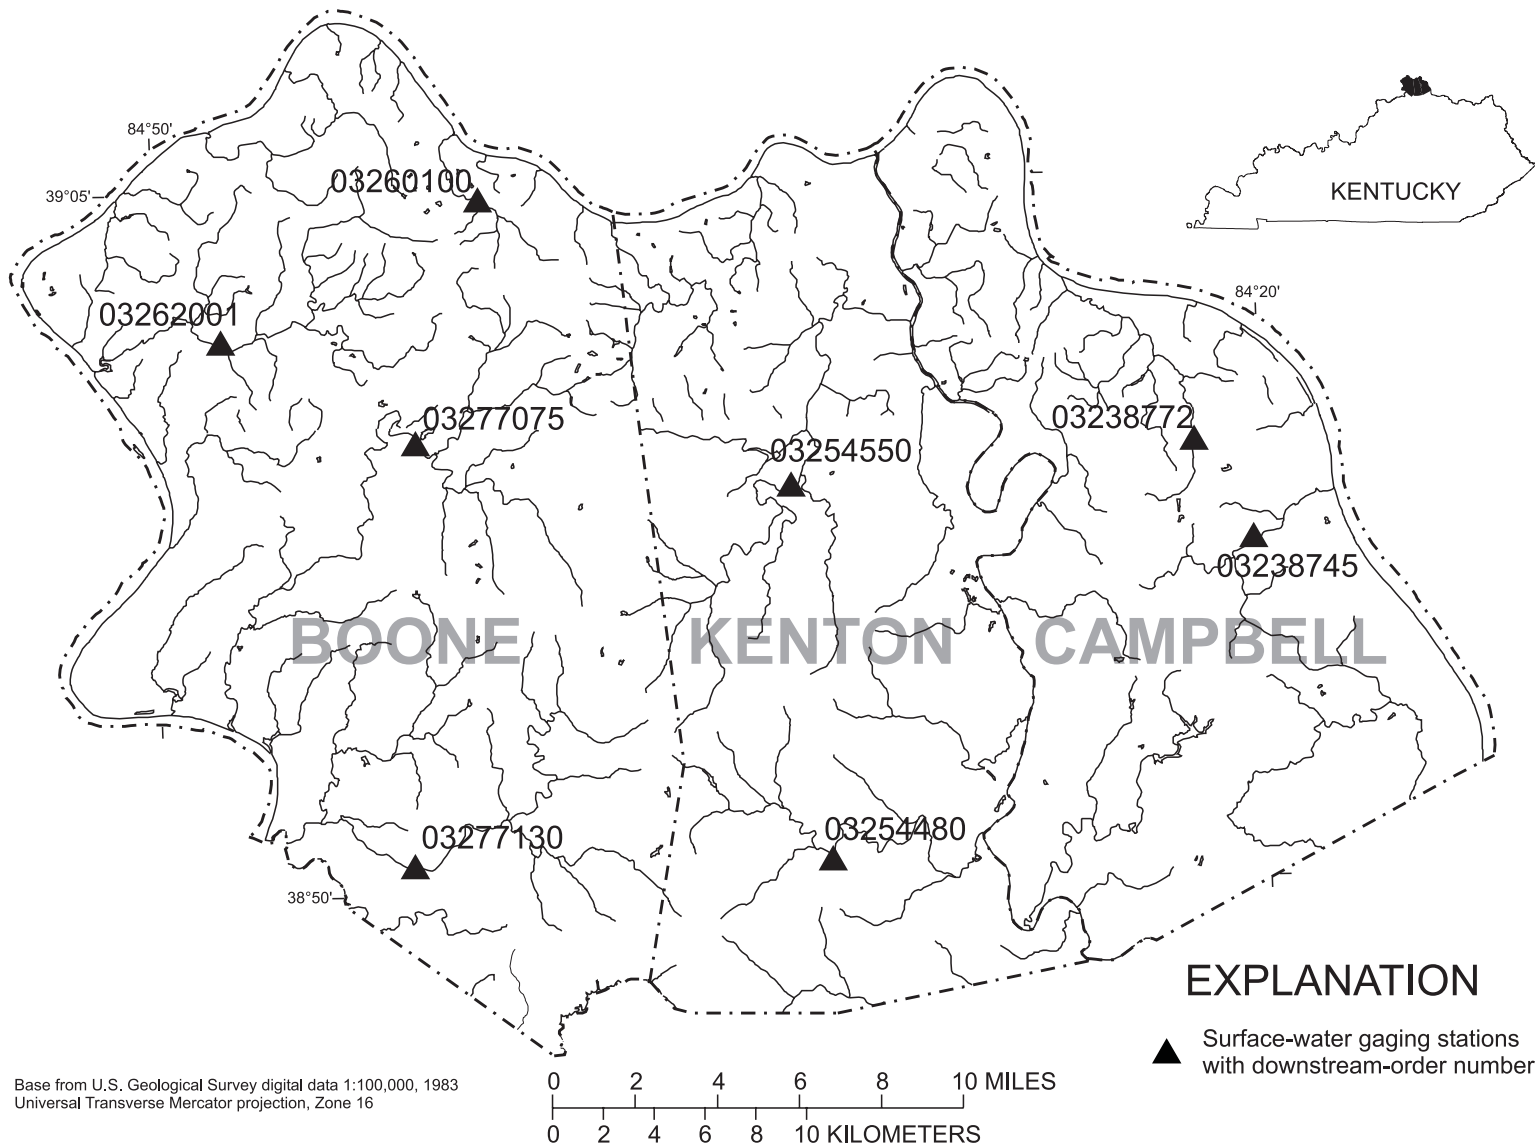 84°50'
39°05'
03260100
KENTUCKY
03262001
84°20'
03277075
03238772
03254550
03238745
BOONE
KENTON
CAMPBELL
03277130
03254480
38°50'
EXPLANATION
Surface-water gaging stations
with downstream-order number
Base from U.S. Geological Survey digital data 1:100,000, 1983
Universal Transverse Mercator projection, Zone 16
0 2 4 6 8 10 MILES
0 2 4 6 8 10 KILOMETERS